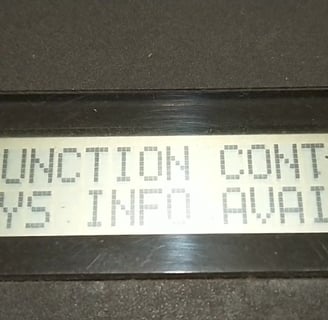 UNCTION CONT
YS INFO AVAI